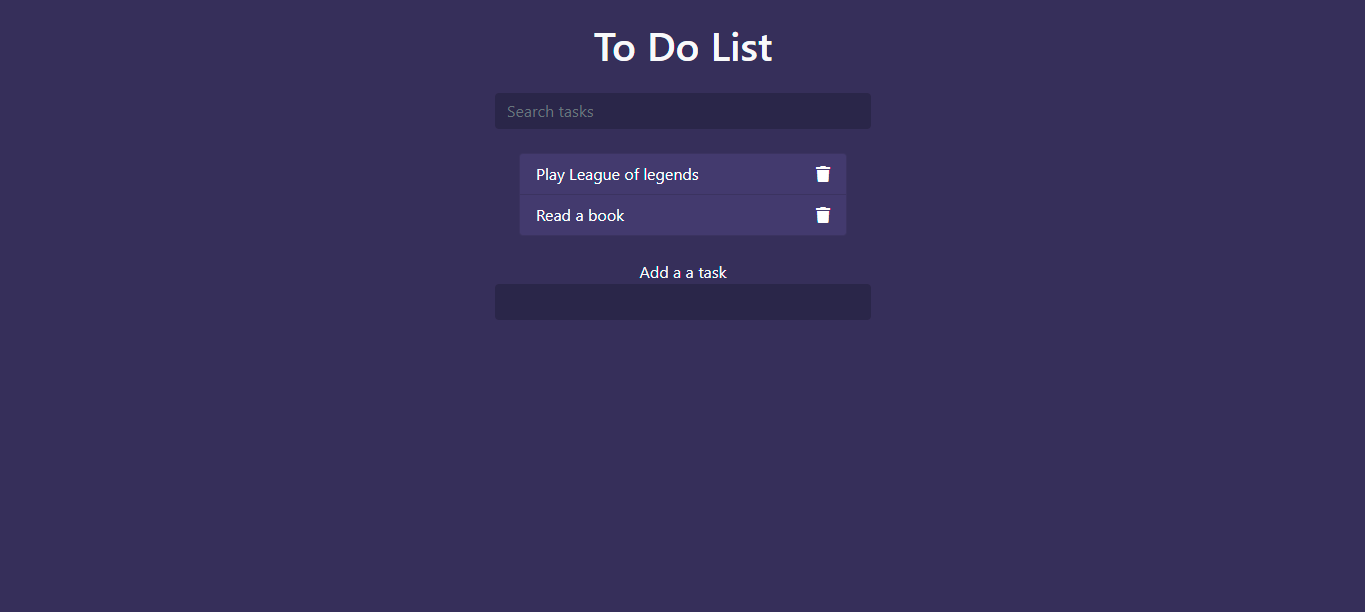 To Do List
Search tasks
Play League of legends
Read a book
Add a a task